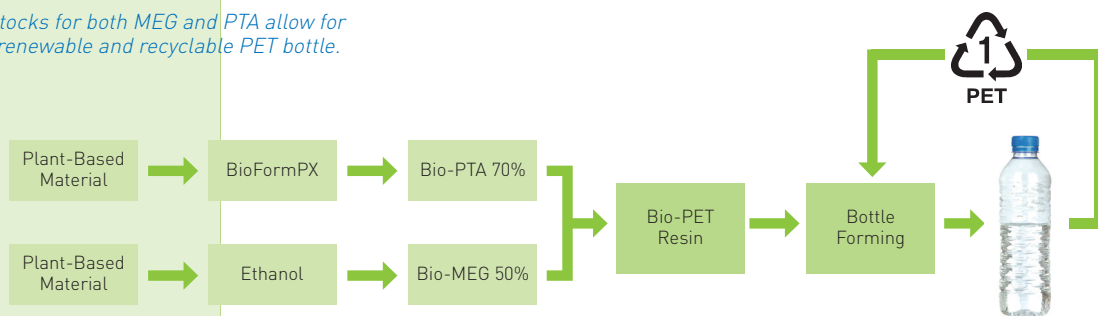 tocks for both MEG and PTA allow for
renewable and recyclable PET bottle.
1
PET
Plant-Based
Material
BioFormPX
Bio-PTA 70%
Bio-PET
Resin
Bottle
Forming
Plant-Based
Material
Ethanol
Bio-MEG 50%